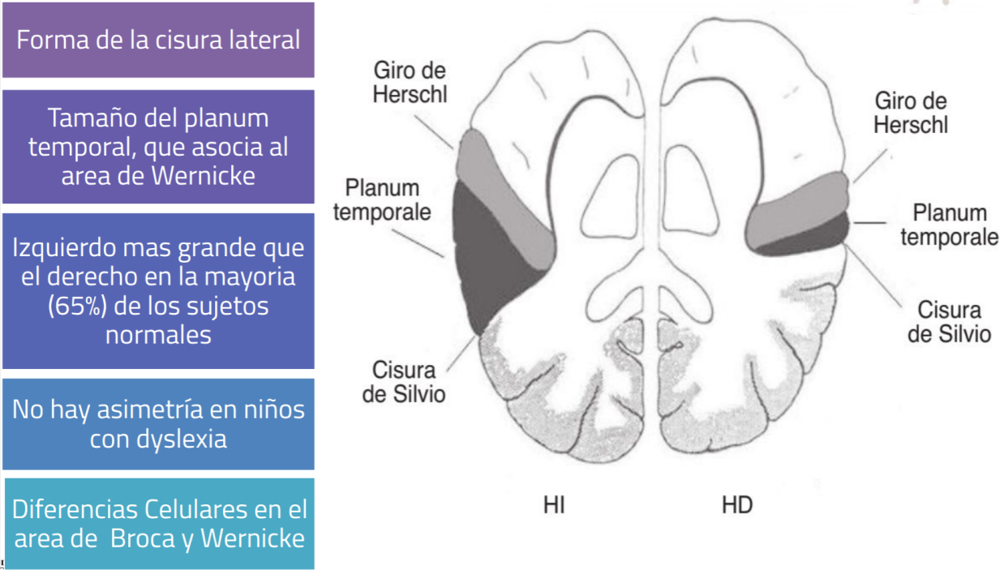 Forma de la cisura lateral
Tamaño del planum
temporal, que asocia al
area de Wernicke
Izquierdo mas grande que
el derecho en la mayoria
(65%) de los sujetos
normales
No hay asimetría en niños
con dyslexia
Diferencias Celulares en el
area de Broca y Wernicke
Giro de
Herschl
Planum
temporale
Cisura
de Silvio
Giro de
Herschl
Planum
temporale
Cisura
de Silvio
HI
HD